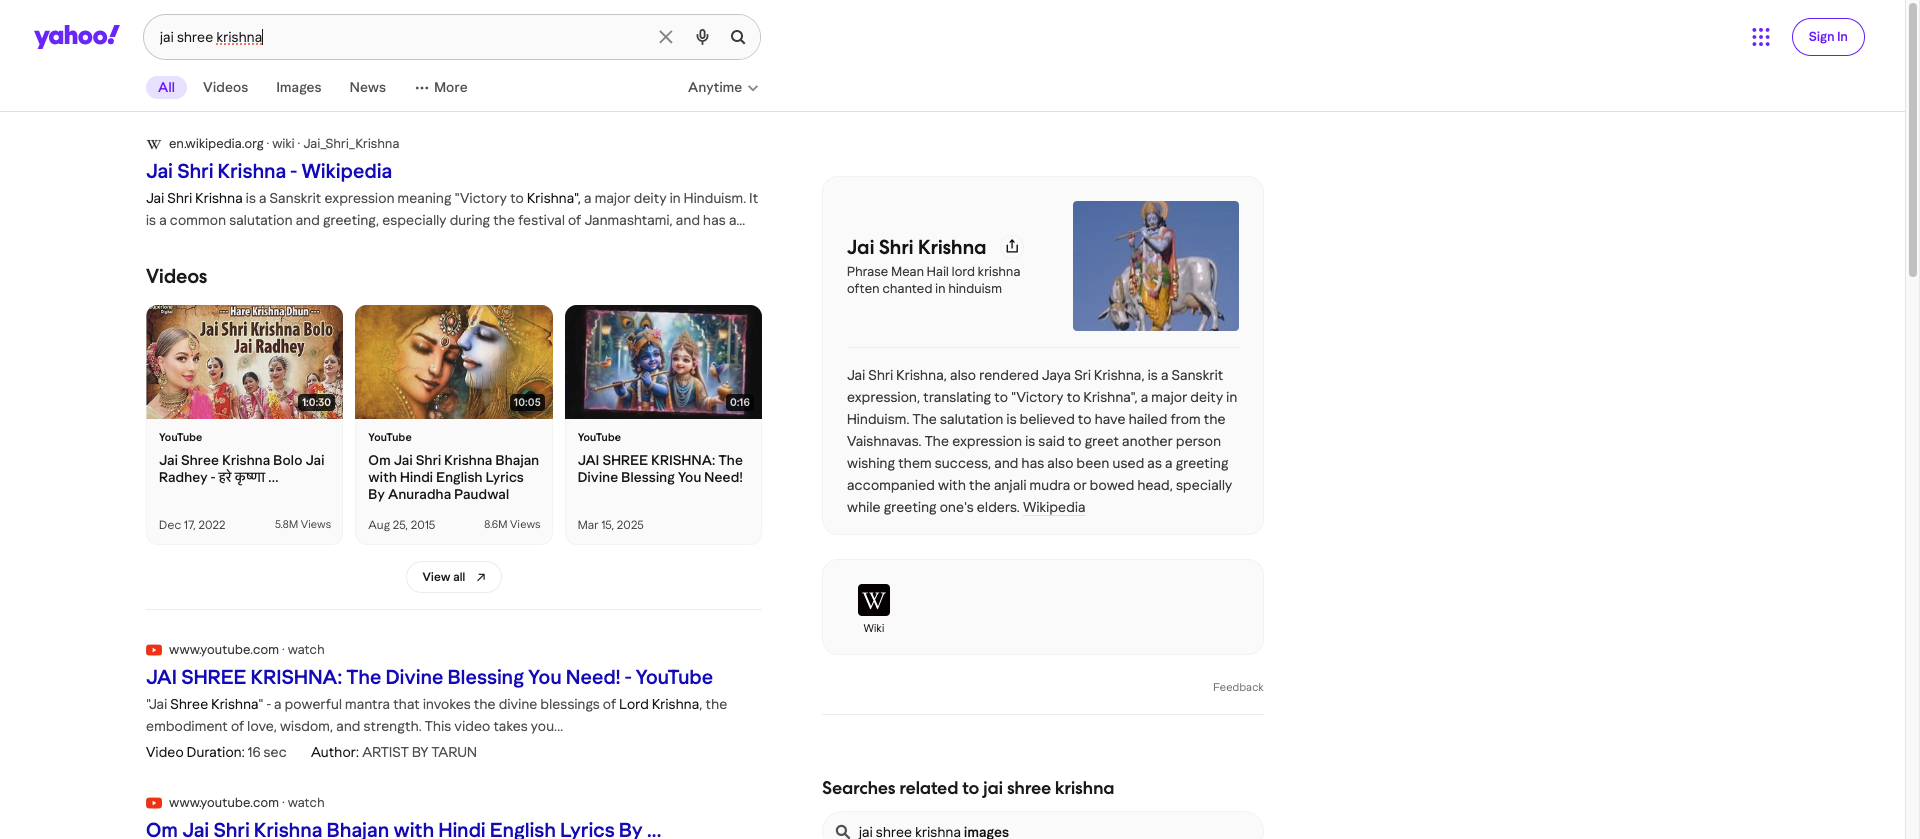 yahoo!
jai shree krishna
Sign In
All
Videos
Images
News
More
Anytime
en.wikipedia.org · wiki · Jai_Shri_Krishna
Jai Shri Krishna - Wikipedia
Jai Shri Krishna is a Sanskrit expression meaning "Victory to Krishna", a major deity in Hinduism. It
is a common salutation and greeting, especially during the festival of Janmashtami, and has a...
Videos
--- Hare Krishna Dhun ---
Jai Shri Krishna Bolo
Jai Radhey
1:0:30
YouTube
Jai Shree Krishna Bolo Jai
Radhey - हरे कृष्णा ...
Dec 17, 2022
5.8M Views
10:05
YouTube
Om Jai Shri Krishna Bhajan
with Hindi English Lyrics
By Anuradha Paudwal
Aug 25, 2015
8.6M Views
0:16
YouTube
JAI SHREE KRISHNA: The
Divine Blessing You Need!
Mar 15, 2025
View all
www.youtube.com · watch
JAI SHREE KRISHNA: The Divine Blessing You Need! - YouTube
"Jai Shree Krishna" - a powerful mantra that invokes the divine blessings of Lord Krishna, the
embodiment of love, wisdom, and strength. This video takes you...
Video Duration: 16 sec
Author: ARTIST BY TARUN
www.youtube.com · watch
Om Jai Shri Krishna Bhajan with Hindi English Lyrics By ...
Jai Shri Krishna
Phrase Mean Hail lord krishna
often chanted in hinduism
Jai Shri Krishna, also rendered Jaya Sri Krishna, is a Sanskrit
expression, translating to "Victory to Krishna", a major deity in
Hinduism. The salutation is believed to have hailed from the
Vaishnavas. The expression is said to greet another person
wishing them success, and has also been used as a greeting
accompanied with the anjali mudra or bowed head, specially
while greeting one's elders. Wikipedia
W
Wiki
Feedback
Searches related to jai shree krishna
jai shree krishna images